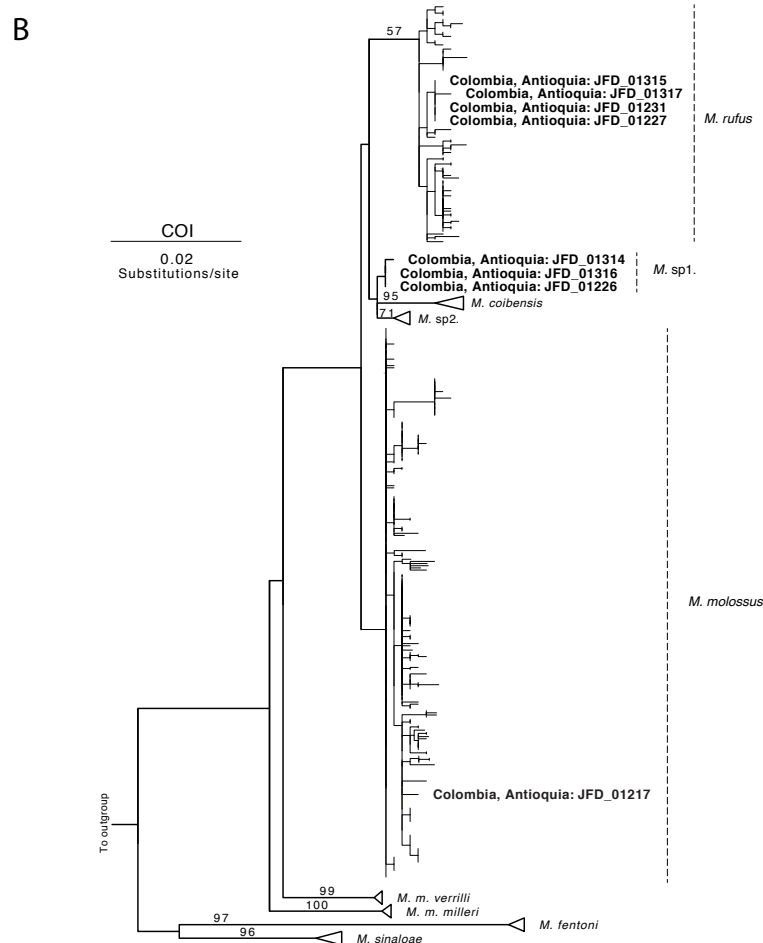 B
57
Colombia, Antioquia: JFD_01315
Colombia, Antioquia: JFD_01317
Colombia, Antioquia: JFD_01231
Colombia, Antioquia: JFD_01227
M. rufus
COI
0.02
Substitutions/site
Colombia, Antioquia: JFD_01314
Colombia, Antioquia: JFD_01316
Colombia, Antioquia: JFD_01226
M. sp1.
95
M. coibensis
71
M. sp2.
M. molossus
Colombia, Antioquia: JFD_01217
To outgroup
99
M. m. verrilli
100
M. m. milleri
97
M. fentoni
96
M. sinaloae